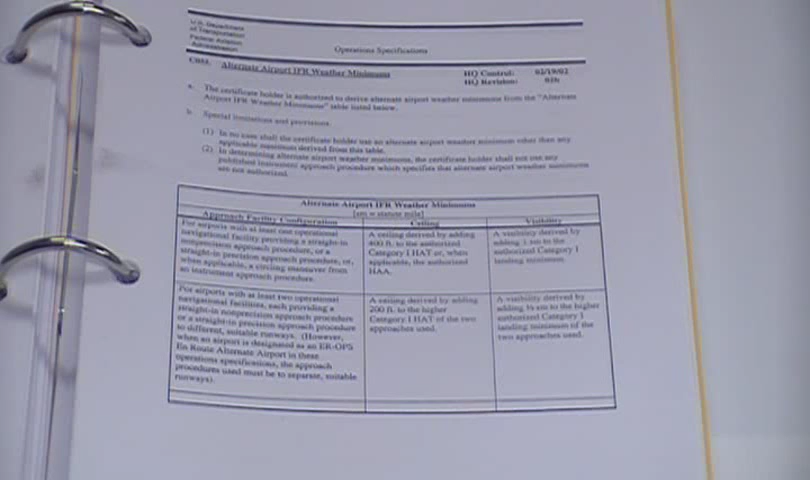 U.S. Department
of Transportation
Federal Aviation
Administration
Operations Specifications
C055. Alternate Airport IFR Weather Minimums HQ Control: 02/19/02
HQ Revision: 02b
a. The certificate holder is authorized to derive alternate airport weather minimums from the "Alternate
Airport IFR Weather Minimums" table listed below.
b. Special limitations and provisions.
(1) In no case shall the certificate holder use an alternate airport weather minimum other than any
applicable minimum derived from this table.
(2) In determining alternate airport weather minimums, the certificate holder shall not use any
published instrument approach procedure which specifies that alternate airport weather minimums
are not authorized.
Alternate Airport IFR Weather Minimums
[sm = statute mile]
Approach Facility Configuration Ceiling Visibility
For airports with at least one operational
navigational facility providing a straight-in
nonprecision approach procedure, or a
straight-in precision approach procedure, or,
when applicable, a circling maneuver from
an instrument approach procedure.
A ceiling derived by adding
400 ft. to the authorized
Category I HAT or, when
applicable, the authorized
HAA.
A visibility derived by
adding 1 sm to the
authorized Category I
landing minimum.
For airports with at least two operational
navigational facilities, each providing a
straight-in nonprecision approach procedure
or a straight-in precision approach procedure
to different, suitable runways. (However,
when an airport is designated as an ER-OPS
En Route Alternate Airport in these
operations specifications, the approach
procedures used must be to separate, suitable
runways).
A ceiling derived by adding
200 ft. to the higher
Category I HAT of the two
approaches used.
A visibility derived by
adding ½ sm to the higher
authorized Category I
landing minimum of the
two approaches used.